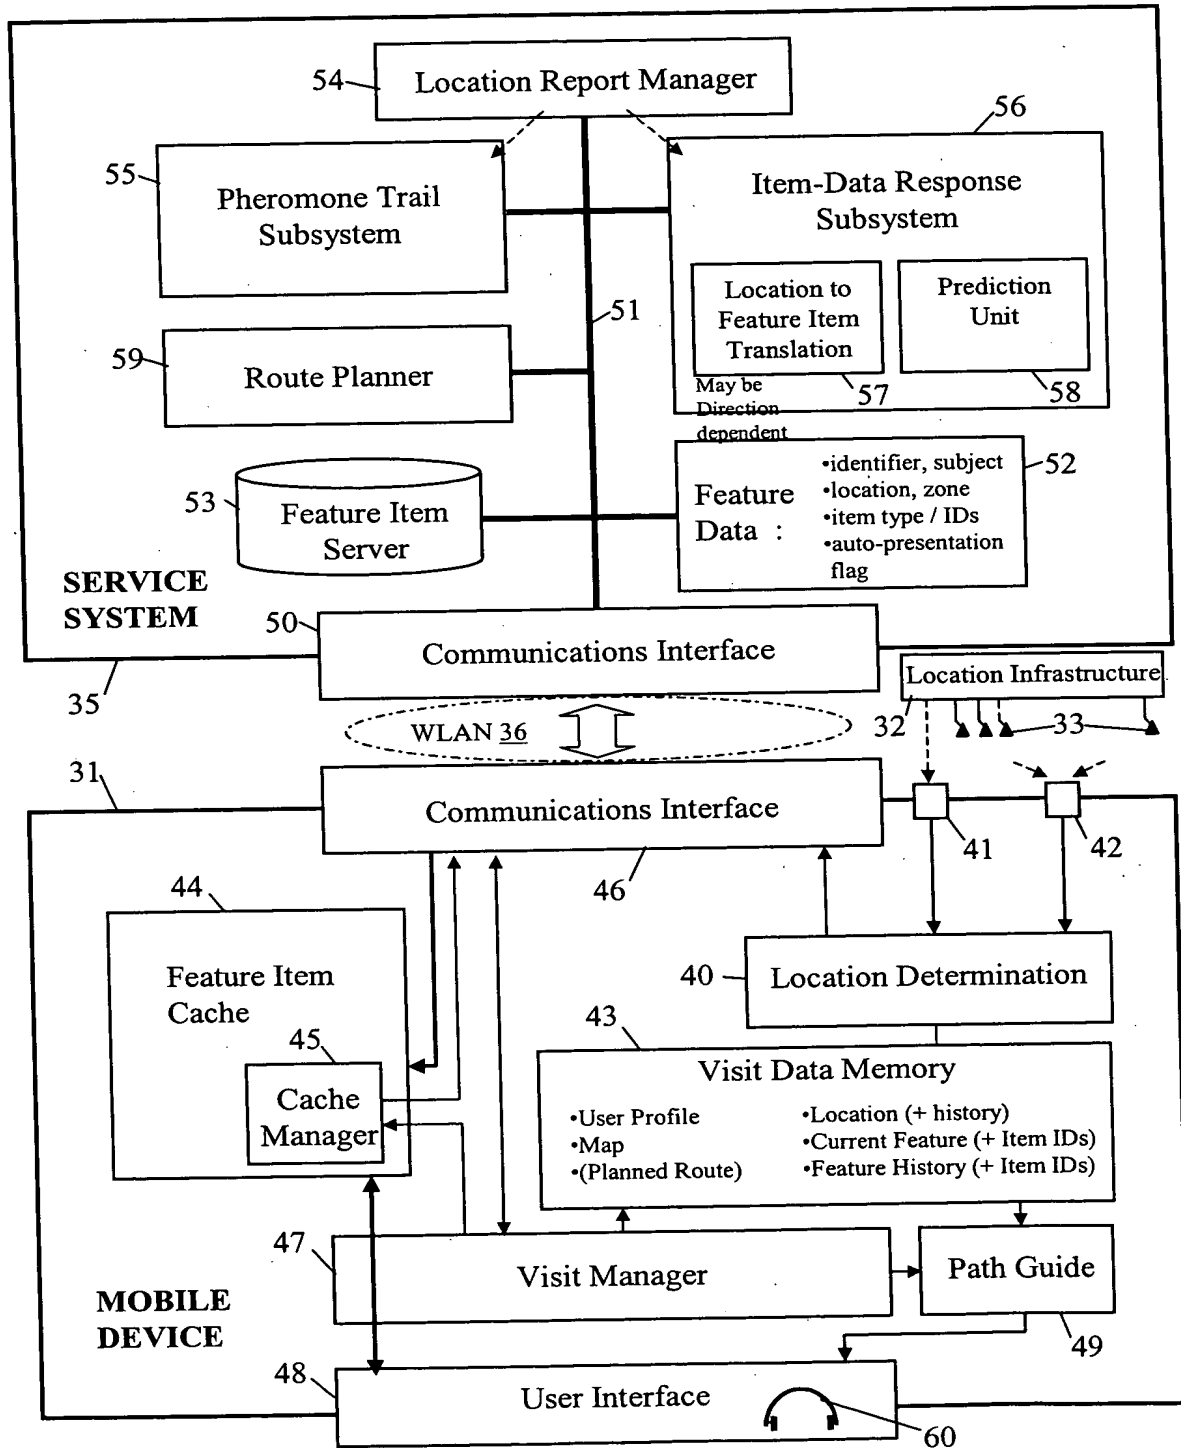 54
Location Report Manager
56
55
Pheromone Trail
Subsystem
Item-Data Response
Subsystem
51
Location to
Feature Item
Translation
Prediction
Unit
59
Route Planner
57
58
May be
Direction
dependent
53
Feature Item
Server
Feature
Data :
•identifier, subject
•location, zone
•item type / IDs
•auto-presentation
flag
52
SERVICE
SYSTEM
50
Communications Interface
35
Location Infrastructure
32
33
WLAN 36
31
Communications Interface
41
42
46
44
Feature Item
Cache
40
Location Determination
45
Cache
Manager
43
Visit Data Memory
•User Profile
•Map
•(Planned Route)
•Location (+ history)
•Current Feature (+ Item IDs)
•Feature History (+ Item IDs)
47
Visit Manager
Path Guide
49
MOBILE
DEVICE
48
User Interface
60